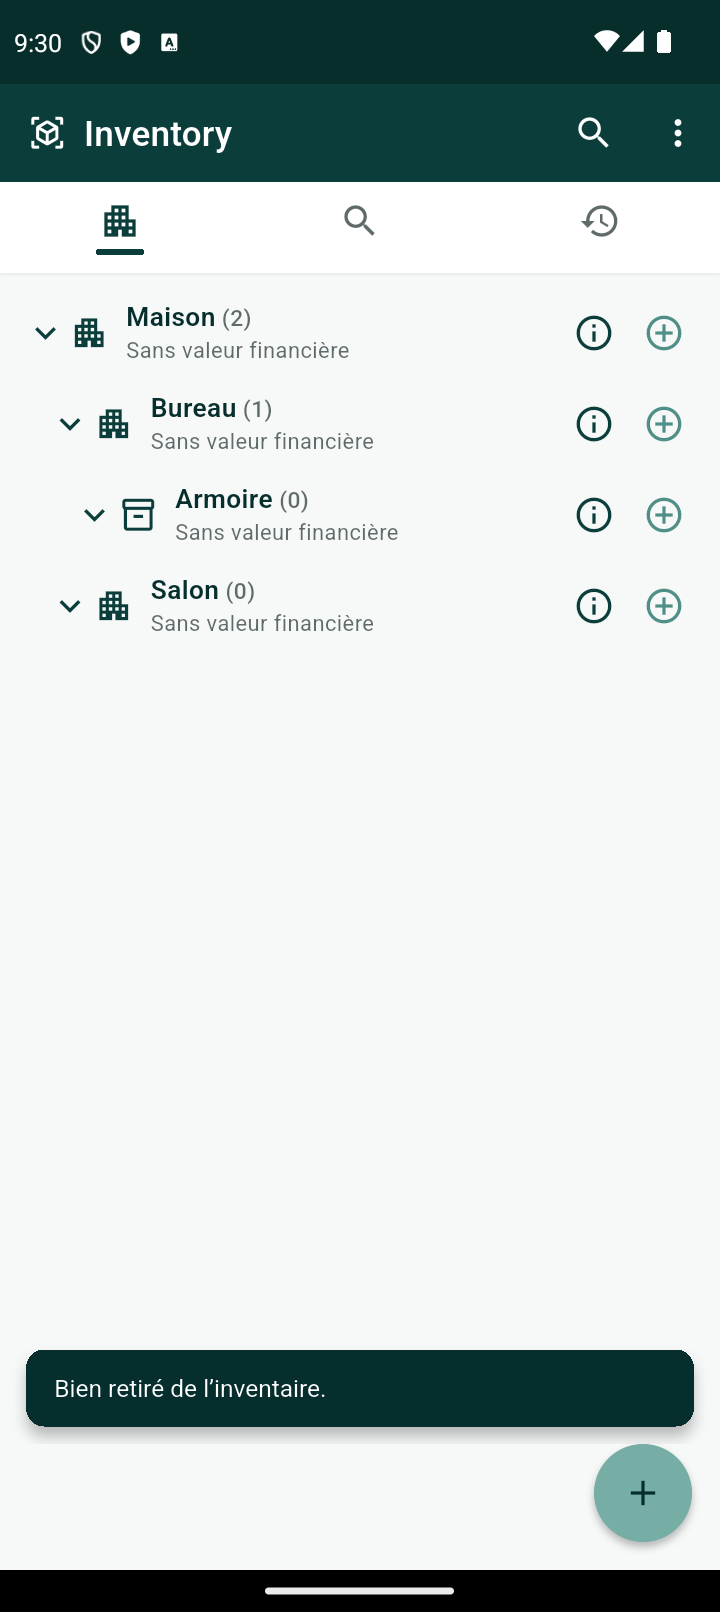 9:30
Inventory
Maison (2)
Sans valeur financière
Bureau (1)
Sans valeur financière
Armoire (0)
Sans valeur financière
Salon (0)
Sans valeur financière
Bien retiré de l’inventaire.